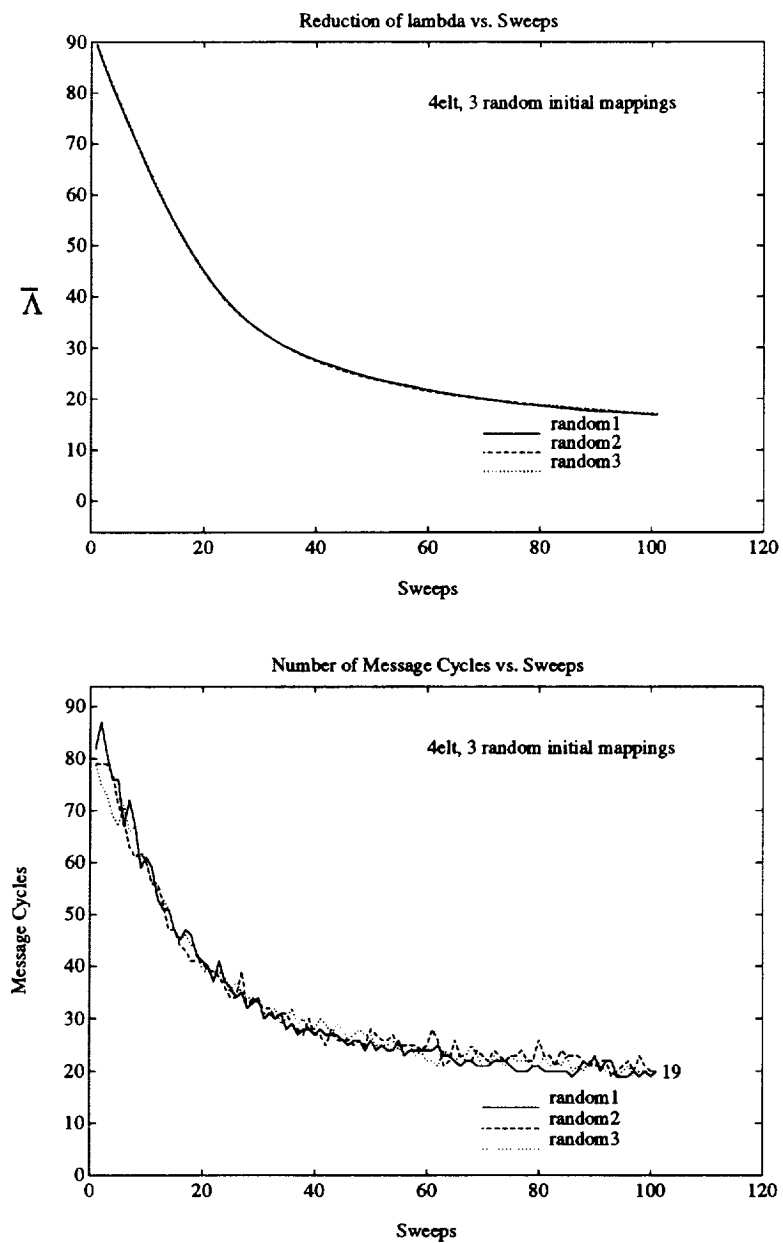 Reduction of lambda vs. Sweeps
90
80
70
60
50
40
30
20
10
0
4elt, 3 random initial mappings
Λ̅
random1
random2
random3
0 20 40 60 80 100 120
Sweeps
Number of Message Cycles vs. Sweeps
90
80
70
60
50
40
30
20
10
0
4elt, 3 random initial mappings
Message Cycles
19
random1
random2
random3
0 20 40 60 80 100 120
Sweeps